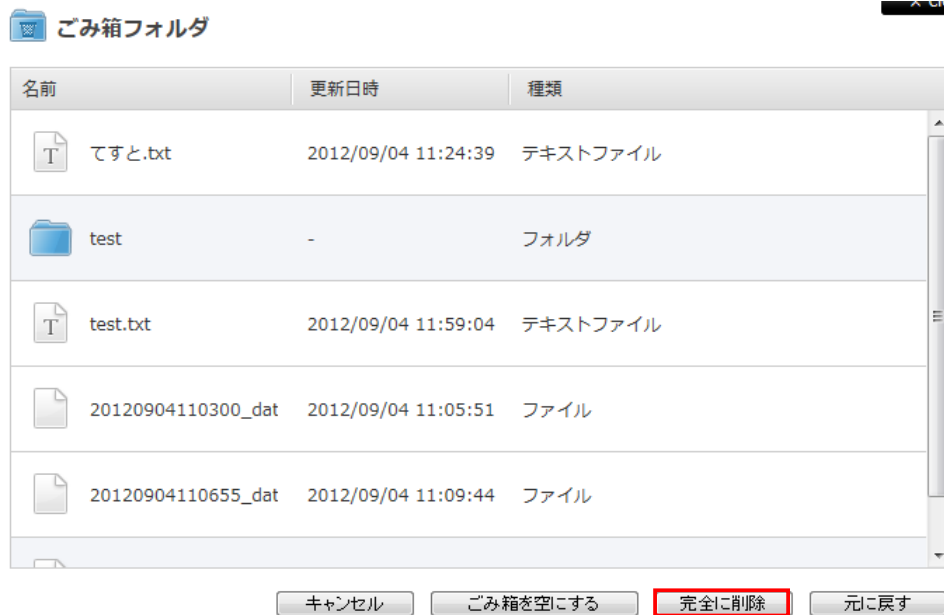 ごみ箱フォルダ
名前 更新日時 種類
てすと.txt 2012/09/04 11:24:39 テキストファイル
test - フォルダ
test.txt 2012/09/04 11:59:04 テキストファイル
20120904110300_dat 2012/09/04 11:05:51 ファイル
20120904110655_dat 2012/09/04 11:09:44 ファイル
キャンセル ごみ箱を空にする 完全に削除 元に戻す